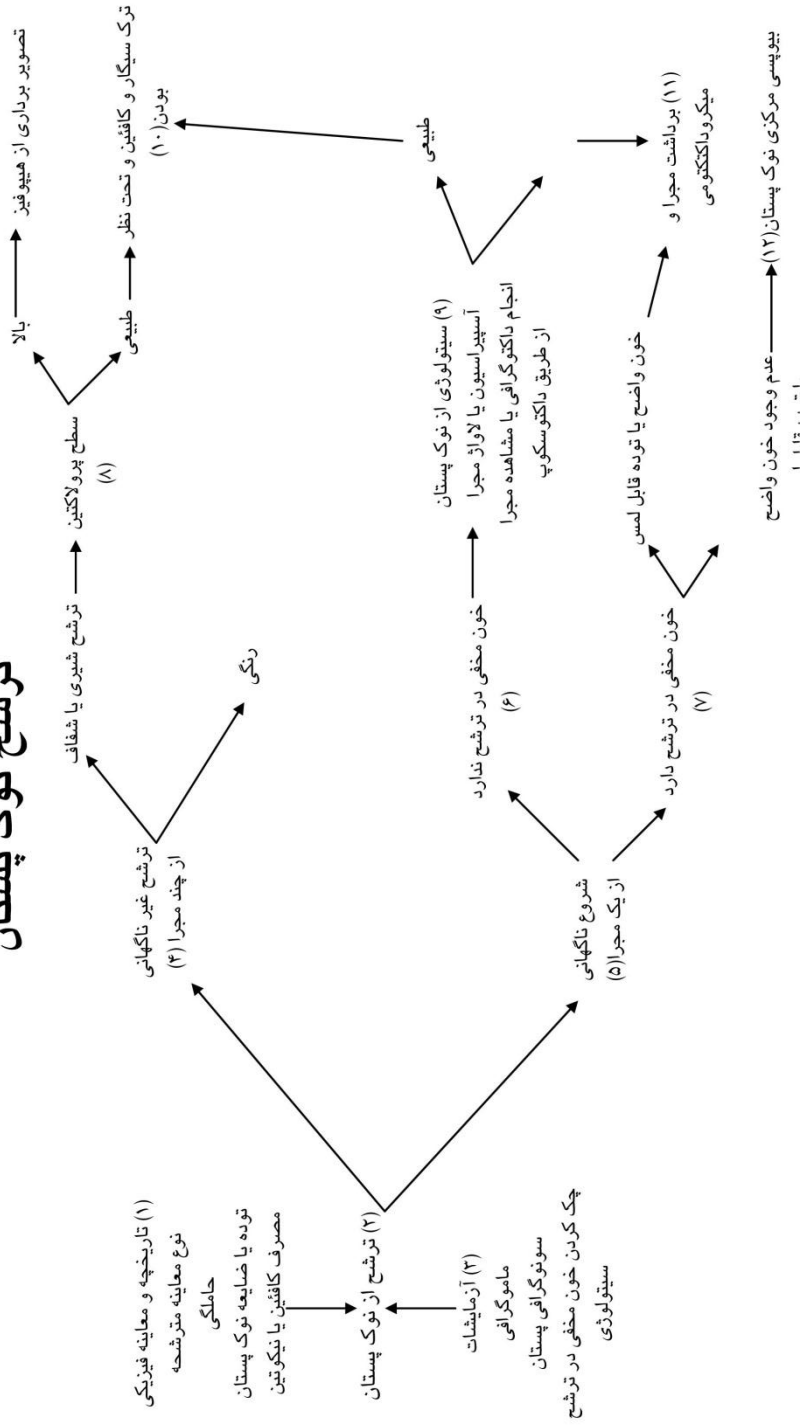 ترشح نوک پستان
(۱) تاریخچه و معاینه فیزیکی
نوع معاینه مترشحه
حاملگی
توده یا ضایعه نوک پستان
مصرف کافئین یا نیکوتین
(۲) ترشح از نوک پستان
(۳) آزمایشات
ماموگرافی
سونوگرافی پستان
چک کردن خون مخفی در ترشح
سیتولوژی
ترشح غیر ناگهانی
از چند مجرا (۴)
شروع ناگهانی
از یک مجرا(۵)
ترشح شیری یا شفاف
رنگی
خون مخفی در ترشح ندارد
(۶)
خون مخفی در ترشح دارد
(۷)
سطح پرولاکتین
(۸)
(۹) سیتولوژی از نوک پستان
آسپیراسیون یا لاواژ مجرا
انجام داکتوگرافی یا مشاهده مجرا
از طریق داکتوسکوپ
خون واضح یا توده قابل لمس
عدم وجود خون واضح
بالا
طبیعی
طبیعی
تصویر برداری از هیپوفیز
ترک سیگار و کافئین و تحت نظر
بودن(۱۰)
(۱۱) برداشت مجرا و
میکروداکتکتومی
بیوپسی مرکزی نوک پستان(۱۲)